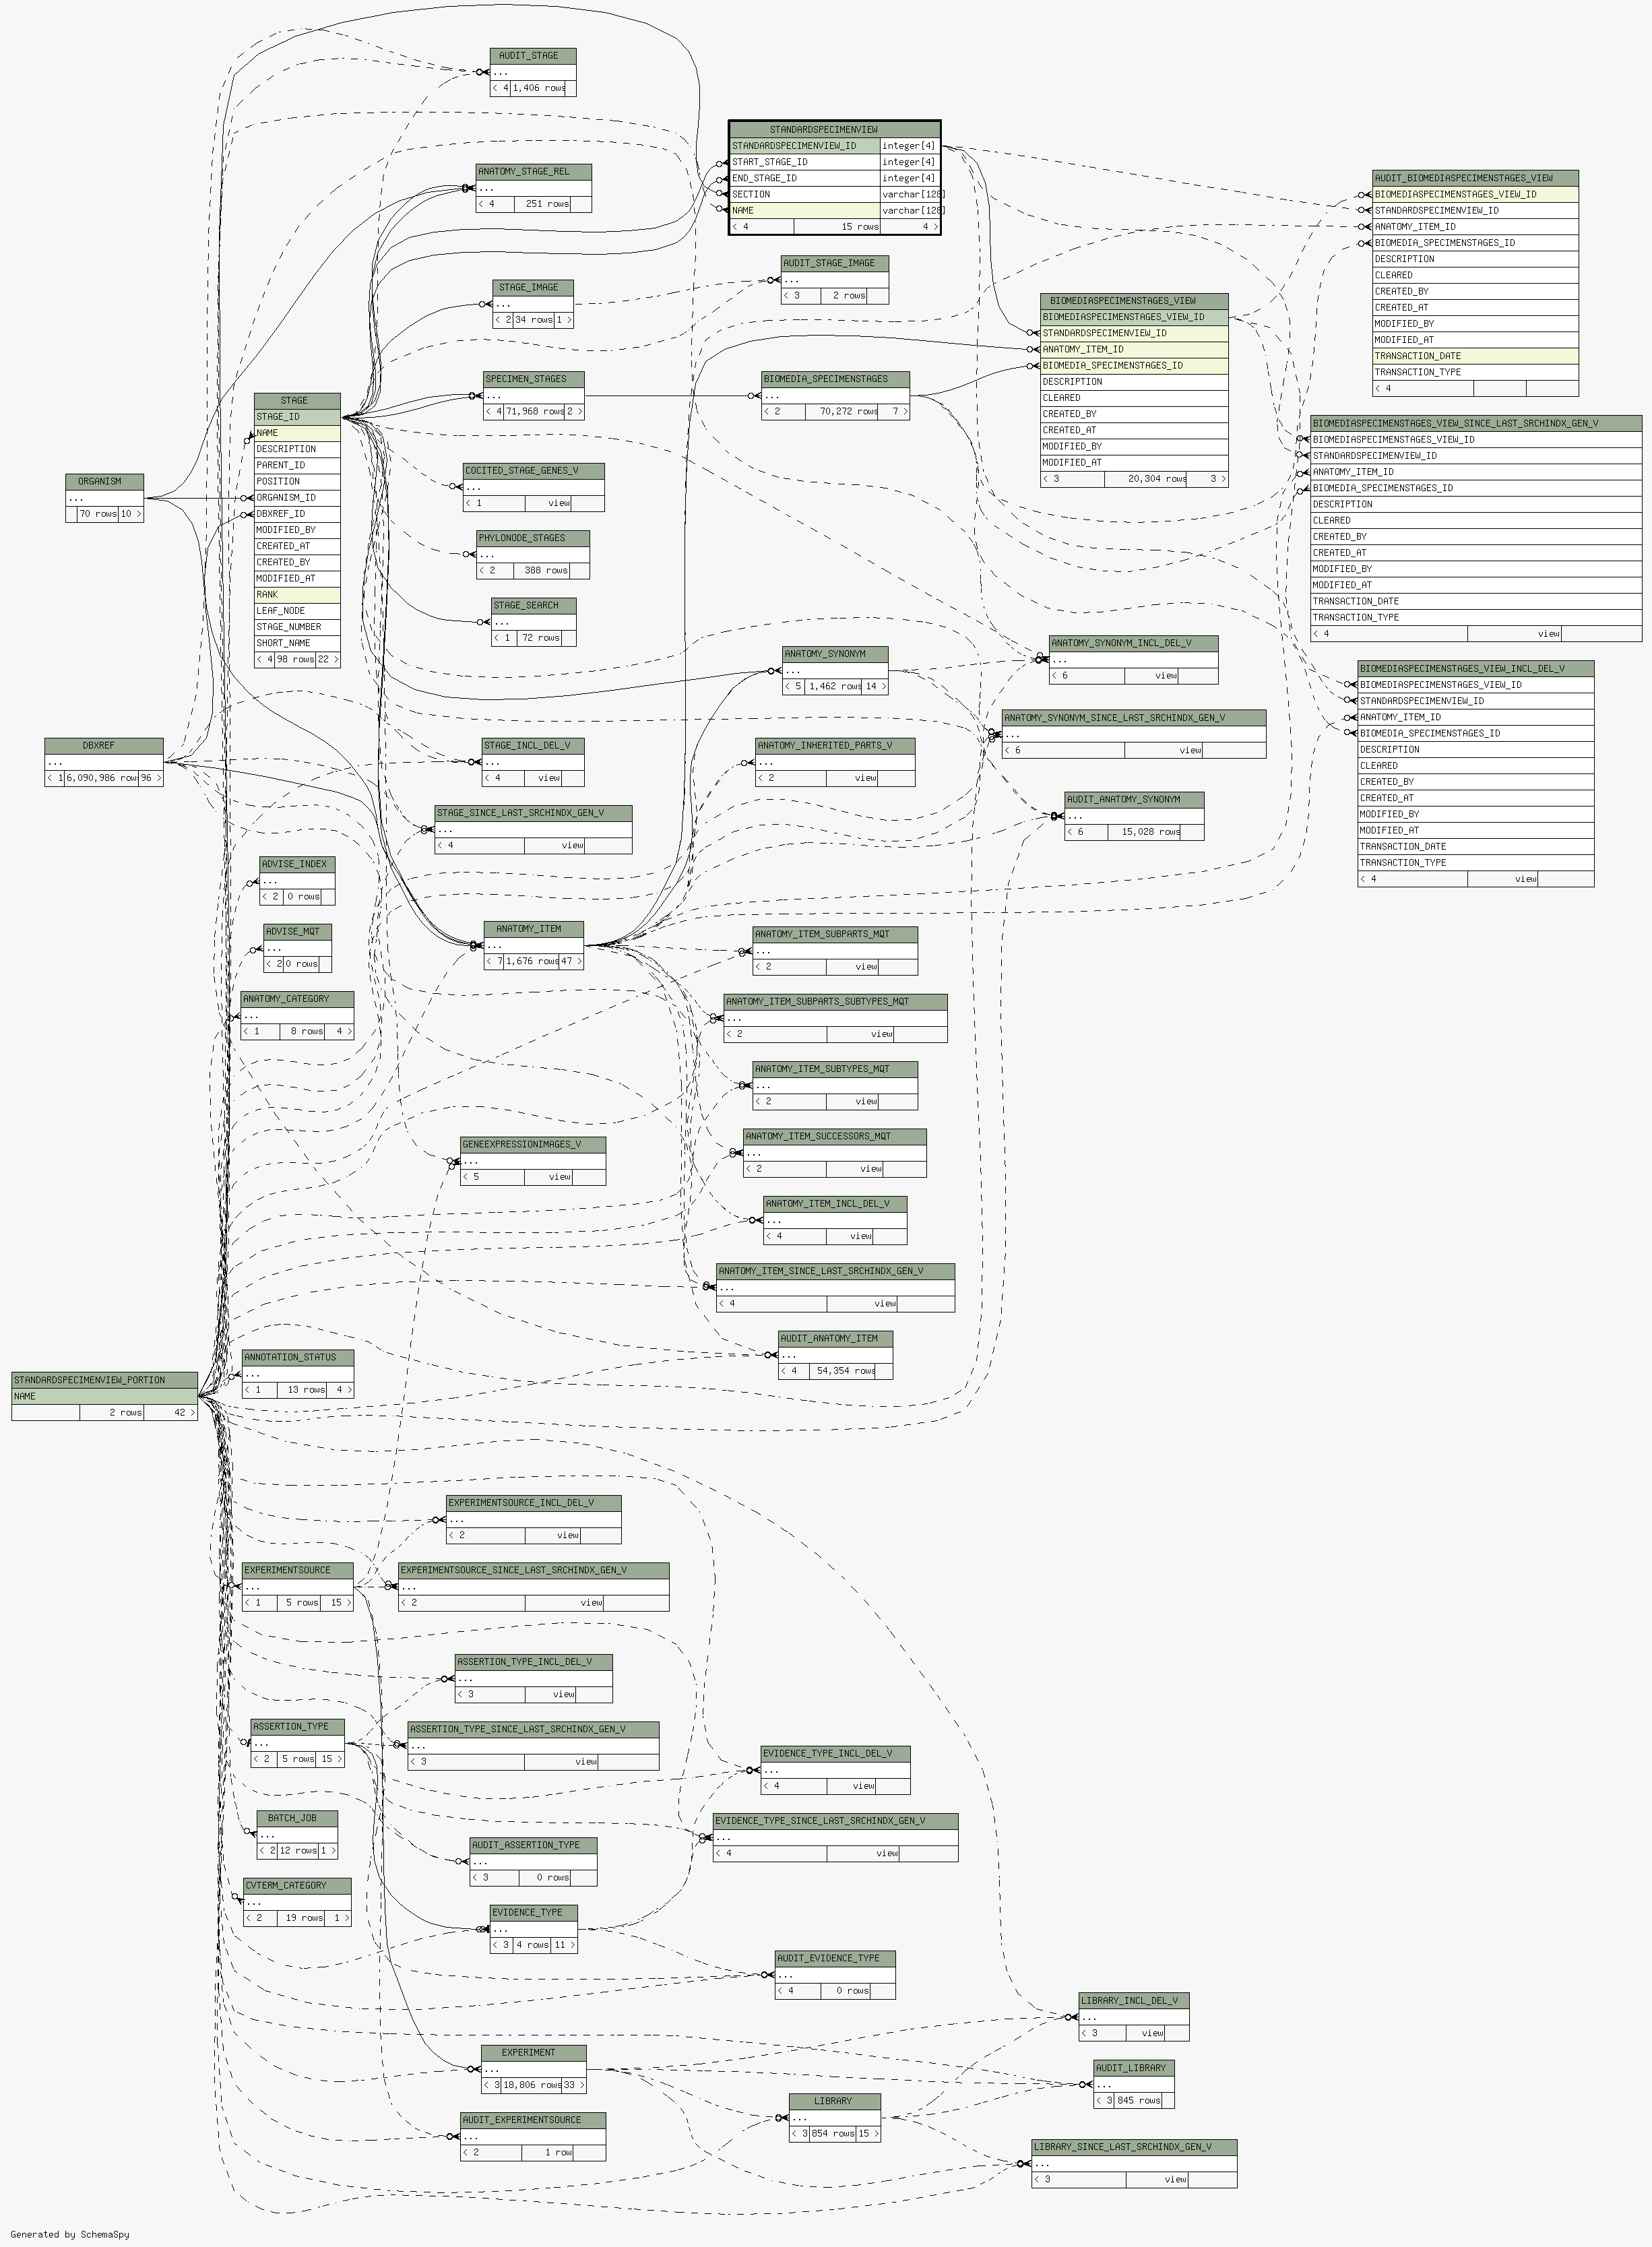 AUDIT_STAGE
...
< 4 1,406 rows
STANDARDSPECIMENVIEW
STANDARDSPECIMENVIEW_ID integer[4]
START_STAGE_ID integer[4]
END_STAGE_ID integer[4]
SECTION varchar[128]
NAME varchar[128]
< 4 15 rows 4 >
ANATOMY_STAGE_REL
...
< 4 251 rows
AUDIT_BIOMEDIASPECIMENSTAGES_VIEW
BIOMEDIASPECIMENSTAGES_VIEW_ID
STANDARDSPECIMENVIEW_ID
ANATOMY_ITEM_ID
BIOMEDIA_SPECIMENSTAGES_ID
DESCRIPTION
CLEARED
CREATED_BY
CREATED_AT
MODIFIED_BY
MODIFIED_AT
TRANSACTION_DATE
TRANSACTION_TYPE
< 4
AUDIT_STAGE_IMAGE
...
< 3 2 rows
STAGE_IMAGE
...
< 2 34 rows 1 >
BIOMEDIASPECIMENSTAGES_VIEW
BIOMEDIASPECIMENSTAGES_VIEW_ID
STANDARDSPECIMENVIEW_ID
ANATOMY_ITEM_ID
BIOMEDIA_SPECIMENSTAGES_ID
DESCRIPTION
CLEARED
CREATED_BY
CREATED_AT
MODIFIED_BY
MODIFIED_AT
< 3 20,304 rows 3 >
SPECIMEN_STAGES
...
< 4 71,968 rows 2 >
BIOMEDIA_SPECIMENSTAGES
...
< 2 70,272 rows 7 >
STAGE
STAGE_ID
NAME
DESCRIPTION
PARENT_ID
POSITION
ORGANISM_ID
DBXREF_ID
MODIFIED_BY
CREATED_AT
CREATED_BY
MODIFIED_AT
RANK
LEAF_NODE
STAGE_NUMBER
SHORT_NAME
< 4 98 rows 22 >
BIOMEDIASPECIMENSTAGES_VIEW_SINCE_LAST_SRCHINDX_GEN_V
BIOMEDIASPECIMENSTAGES_VIEW_ID
STANDARDSPECIMENVIEW_ID
ANATOMY_ITEM_ID
BIOMEDIA_SPECIMENSTAGES_ID
DESCRIPTION
CLEARED
CREATED_BY
CREATED_AT
MODIFIED_BY
MODIFIED_AT
TRANSACTION_DATE
TRANSACTION_TYPE
< 4 view
ORGANISM
...
70 rows 10 >
COCITED_STAGE_GENES_V
...
< 1 view
PHYLONODE_STAGES
...
< 2 388 rows
STAGE_SEARCH
...
< 1 72 rows
ANATOMY_SYNONYM
...
< 5 1,462 rows 14 >
ANATOMY_SYNONYM_INCL_DEL_V
...
< 6 view
BIOMEDIASPECIMENSTAGES_VIEW_INCL_DEL_V
BIOMEDIASPECIMENSTAGES_VIEW_ID
STANDARDSPECIMENVIEW_ID
ANATOMY_ITEM_ID
BIOMEDIA_SPECIMENSTAGES_ID
DESCRIPTION
CLEARED
CREATED_BY
CREATED_AT
MODIFIED_BY
MODIFIED_AT
TRANSACTION_DATE
TRANSACTION_TYPE
< 4 view
ANATOMY_SYNONYM_SINCE_LAST_SRCHINDX_GEN_V
...
< 6 view
DBXREF
...
< 1 6,090,986 rows 96 >
STAGE_INCL_DEL_V
...
< 4 view
ANATOMY_INHERITED_PARTS_V
...
< 2 view
AUDIT_ANATOMY_SYNONYM
...
< 6 15,028 rows
STAGE_SINCE_LAST_SRCHINDX_GEN_V
...
< 4 view
ADVISE_INDEX
...
< 2 0 rows
ADVISE_MQT
...
< 2 0 rows
ANATOMY_ITEM
...
< 7 1,676 rows 47 >
ANATOMY_ITEM_SUBPARTS_MQT
...
< 2 view
ANATOMY_CATEGORY
...
< 1 8 rows 4 >
ANATOMY_ITEM_SUBPARTS_SUBTYPES_MQT
...
< 2 view
ANATOMY_ITEM_SUBTYPES_MQT
...
< 2 view
GENEEXPRESSIONIMAGES_V
...
< 5 view
ANATOMY_ITEM_SUCCESSORS_MQT
...
< 2 view
ANATOMY_ITEM_INCL_DEL_V
...
< 4 view
ANATOMY_ITEM_SINCE_LAST_SRCHINDX_GEN_V
...
< 4 view
AUDIT_ANATOMY_ITEM
...
< 4 54,354 rows
ANNOTATION_STATUS
...
< 1 13 rows 4 >
STANDARDSPECIMENVIEW_PORTION
NAME
2 rows 42 >
EXPERIMENTSOURCE_INCL_DEL_V
...
< 2 view
EXPERIMENTSOURCE
...
< 1 5 rows 15 >
EXPERIMENTSOURCE_SINCE_LAST_SRCHINDX_GEN_V
...
< 2 view
ASSERTION_TYPE_INCL_DEL_V
...
< 3 view
ASSERTION_TYPE
...
< 2 5 rows 15 >
ASSERTION_TYPE_SINCE_LAST_SRCHINDX_GEN_V
...
< 3 view
EVIDENCE_TYPE_INCL_DEL_V
...
< 4 view
BATCH_JOB
...
< 2 12 rows 1 >
EVIDENCE_TYPE_SINCE_LAST_SRCHINDX_GEN_V
...
< 4 view
AUDIT_ASSERTION_TYPE
...
< 3 0 rows
CVTERM_CATEGORY
...
< 2 19 rows 1 >
EVIDENCE_TYPE
...
< 3 4 rows 11 >
AUDIT_EVIDENCE_TYPE
...
< 4 0 rows
LIBRARY_INCL_DEL_V
...
< 3 view
EXPERIMENT
...
< 3 18,806 rows 33 >
AUDIT_LIBRARY
...
< 3 845 rows
LIBRARY
...
< 3 854 rows 15 >
AUDIT_EXPERIMENTSOURCE
...
< 2 1 row
LIBRARY_SINCE_LAST_SRCHINDX_GEN_V
...
< 3 view
Generated by SchemaSpy